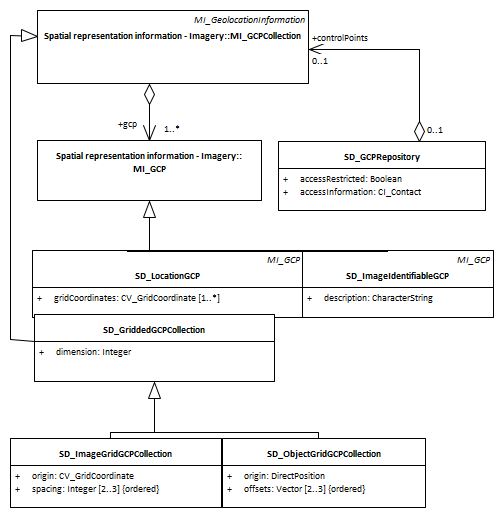 MI_GeolocationInformation
Spatial representation information - Imagery::MI_GCPCollection
+controlPoints
0..1
+gcp
1..*
0..1
Spatial representation information - Imagery::
MI_GCP
SD_GCPRepository
+ accessRestricted: Boolean
+ accessInformation: CI_Contact
MI_GCP
SD_LocationGCP
+ gridCoordinates: CV_GridCoordinate [1..*]
MI_GCP
SD_ImageIdentifiableGCP
+ description: CharacterString
SD_GriddedGCPCollection
+ dimension: Integer
SD_ImageGridGCPCollection
+ origin: CV_GridCoordinate
+ spacing: Integer [2..3] {ordered}
SD_ObjectGridGCPCollection
+ origin: DirectPosition
+ offsets: Vector [2..3] {ordered}